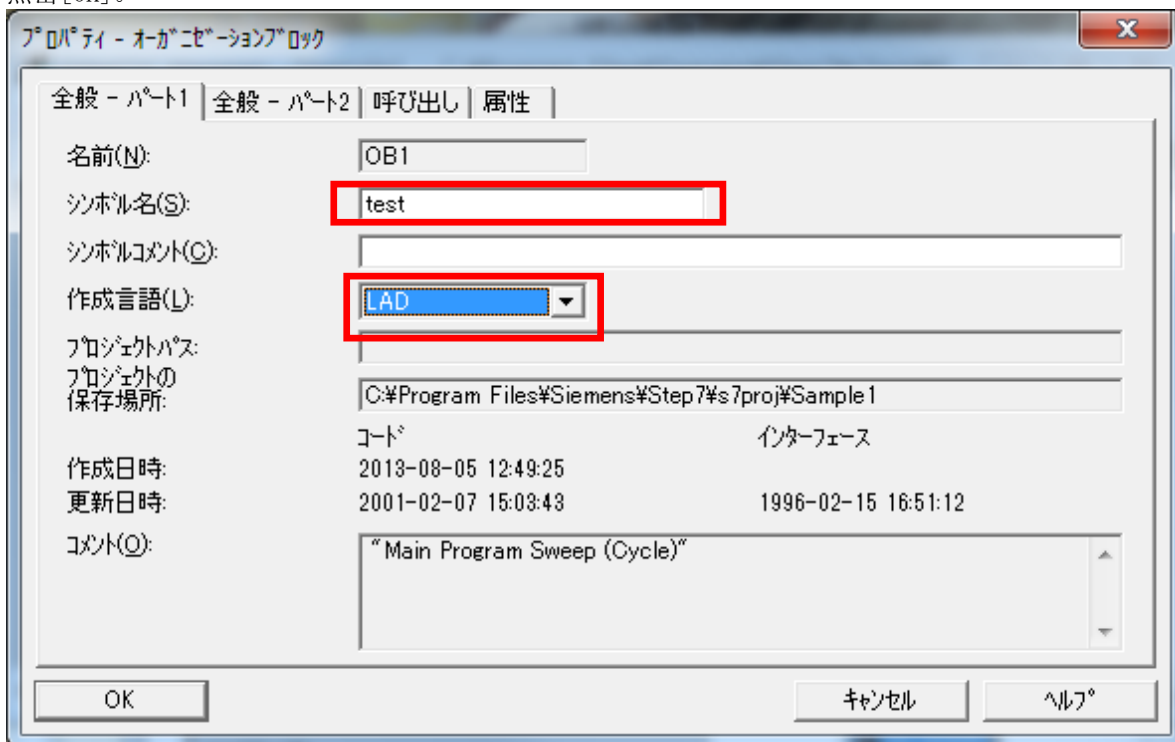 点击[OK]。
プロパティ - オーガニゼーションブロック
全般 - パート1 全般 - パート2 呼び出し 属性
名前(N): OB1
シンボル名(S): test
シンボルコメント(C):
作成言語(L): LAD
プロジェクトパス:
プロジェクトの
保存場所: C:¥Program Files¥Siemens¥Step7¥s7proj¥Sample1
コード インターフェース
作成日時: 2013-08-05 12:49:25
更新日時: 2001-02-07 15:03:43 1996-02-15 16:51:12
コメント(O): "Main Program Sweep (Cycle)"
OK キャンセル ヘルプ